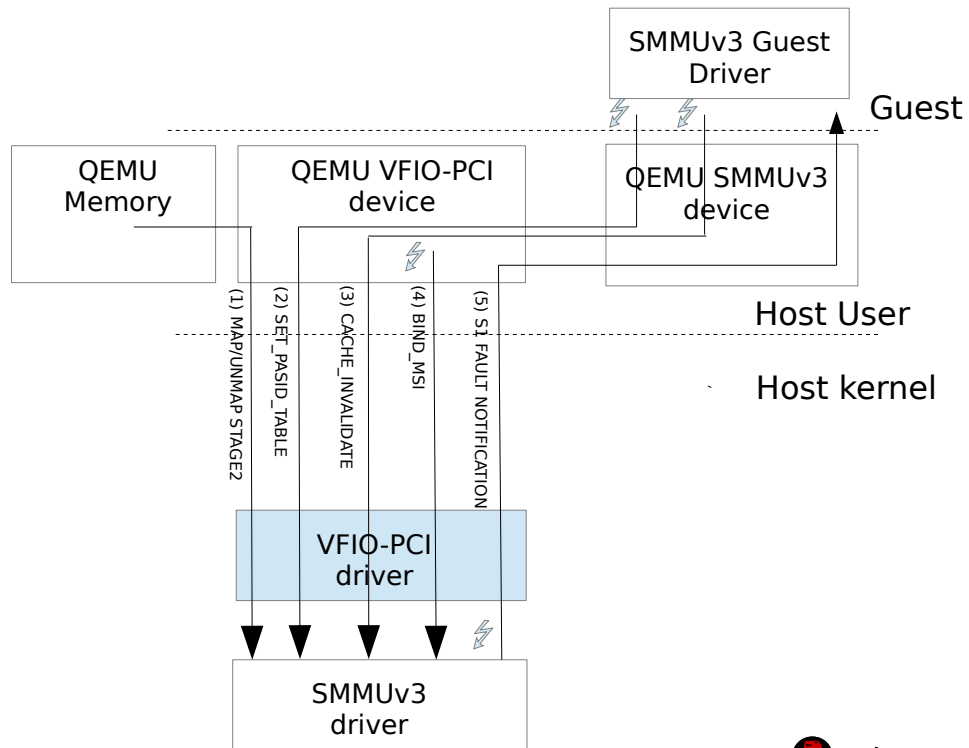 SMMUv3 Guest
Driver
Guest
QEMU
Memory
QEMU VFIO-PCI
device
QEMU SMMUv3
device
(1) MAP/UNMAP STAGE2
(2) SET_PASID_TABLE
(3) CACHE_INVALIDATE
(4) BIND_MSI
(5) S1 FAULT NOTIFICATION
Host User
Host kernel
VFIO-PCI
driver
SMMUv3
driver